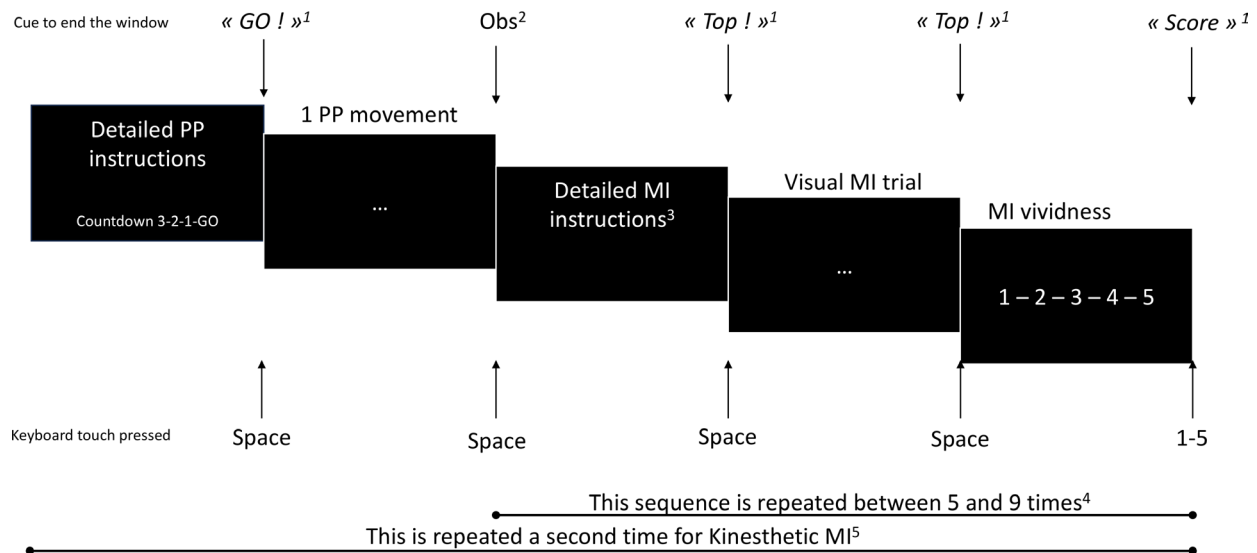 Cue to end the window
« GO ! »¹
Obs²
« Top ! »¹
« Top ! »¹
« Score » ¹
Detailed PP
instructions
Countdown 3-2-1-GO
1 PP movement
...
Detailed MI
instructions³
Visual MI trial
...
MI vividness
1 – 2 – 3 – 4 – 5
Keyboard touch pressed
Space
Space
Space
Space
1-5
This sequence is repeated between 5 and 9 times⁴
This is repeated a second time for Kinesthetic MI⁵